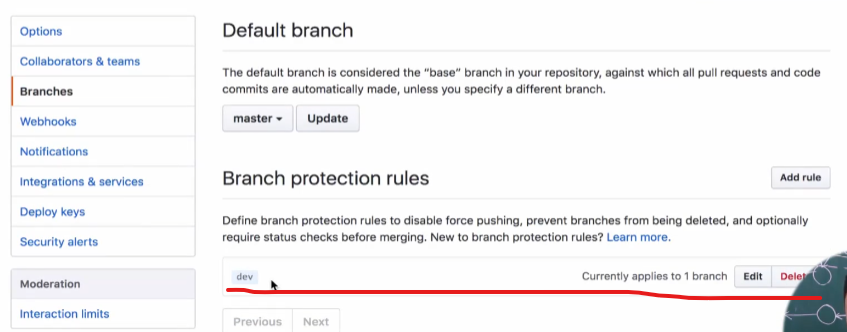 Options
Collaborators & teams
Branches
Webhooks
Notifications
Integrations & services
Deploy keys
Security alerts
Moderation
Interaction limits
Default branch
The default branch is considered the “base” branch in your repository, against which all pull requests and code
commits are automatically made, unless you specify a different branch.
master Update
Branch protection rules Add rule
Define branch protection rules to disable force pushing, prevent branches from being deleted, and optionally
require status checks before merging. New to branch protection rules? Learn more.
dev Currently applies to 1 branch Edit Delet
Previous Next